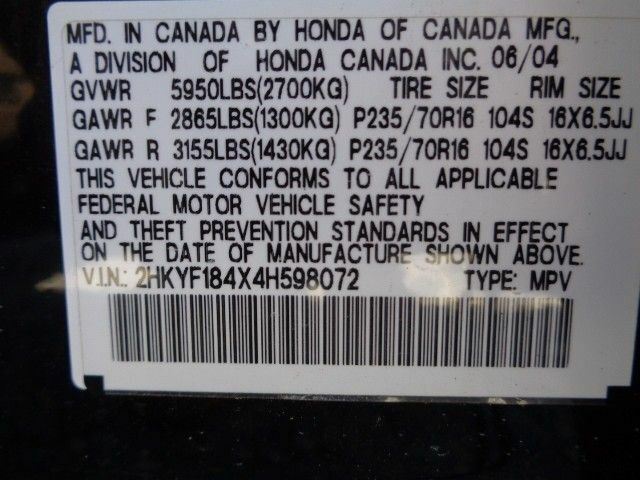 MFD. IN CANADA BY HONDA OF CANADA MFG.,
A DIVISION OF HONDA CANADA INC. 06/04
GVWR 5950LBS(2700KG) TIRE SIZE RIM SIZE
GAWR F 2865LBS(1300KG) P235/70R16 104S 16X6.5JJ
GAWR R 3155LBS(1430KG) P235/70R16 104S 16X6.5JJ
THIS VEHICLE CONFORMS TO ALL APPLICABLE
FEDERAL MOTOR VEHICLE SAFETY
AND THEFT PREVENTION STANDARDS IN EFFECT
ON THE DATE OF MANUFACTURE SHOWN ABOVE.
V.I.N.: 2HKYF184X4H598072 TYPE: MPV